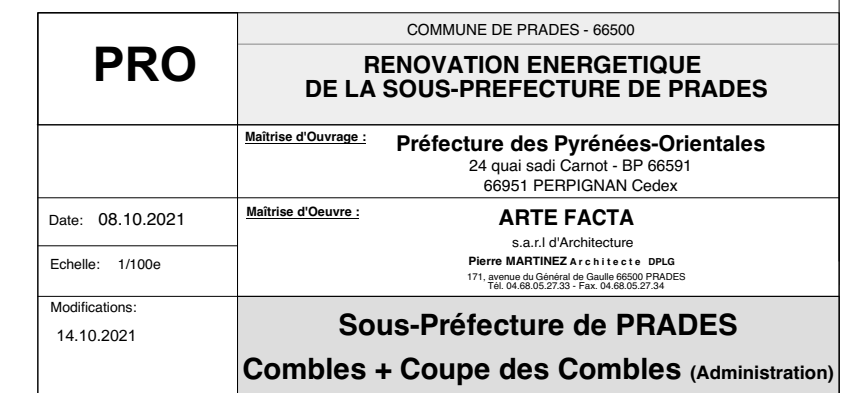 PRO
COMMUNE DE PRADES - 66500
RENOVATION ENERGETIQUE
DE LA SOUS-PREFECTURE DE PRADES
Maîtrise d'Ouvrage :
Préfecture des Pyrénées-Orientales
24 quai sadi Carnot - BP 66591
66951 PERPIGNAN Cedex
Date: 08.10.2021
Maîtrise d'Oeuvre :
ARTE FACTA
s.a.r.l d'Architecture
Pierre MARTINEZ Architecte DPLG
171, avenue du Général de Gaulle 66500 PRADES
Tél. 04.68.05.27.33 - Fax. 04.68.05.27.34
Echelle: 1/100e
Modifications:
14.10.2021
Sous-Préfecture de PRADES
Combles + Coupe des Combles (Administration)